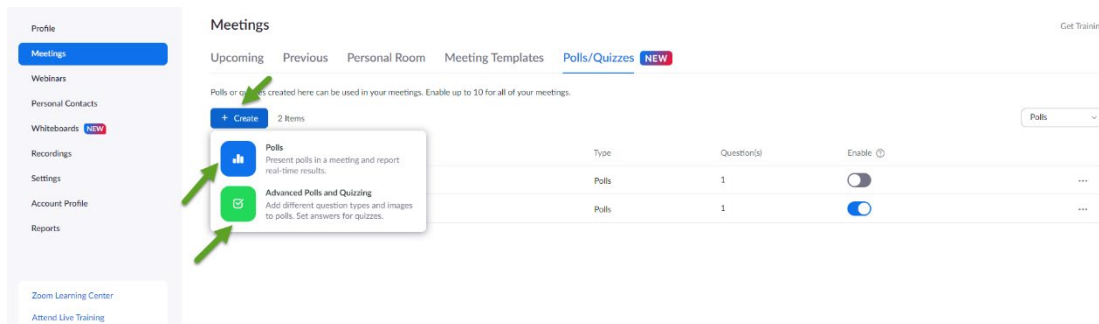 Profile
Meetings
Webinars
Personal Contacts
Whiteboards NEW
Recordings
Settings
Account Profile
Reports
Zoom Learning Center
Attend Live Training
Meetings
Get Trainin
Upcoming Previous Personal Room Meeting Templates Polls/Quizzes NEW
Polls or created here can be used in your meetings. Enable up to 10 for all of your meetings.
+ Create 2 Items
Polls
Polls
Present polls in a meeting and report
real-time results.
Advanced Polls and Quizzing
Add different question types and images
to polls. Set answers for quizzes.
Type Question(s) Enable
Polls 1
Polls 1